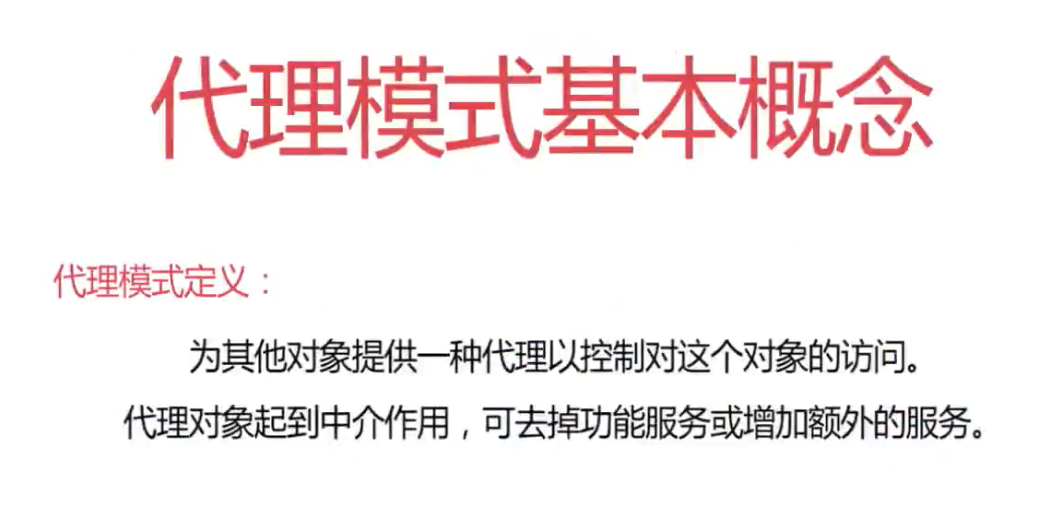 代理模式基本概念
代理模式定义：
为其他对象提供一种代理以控制对这个对象的访问。
代理对象起到中介作用，可去掉功能服务或增加额外的服务。